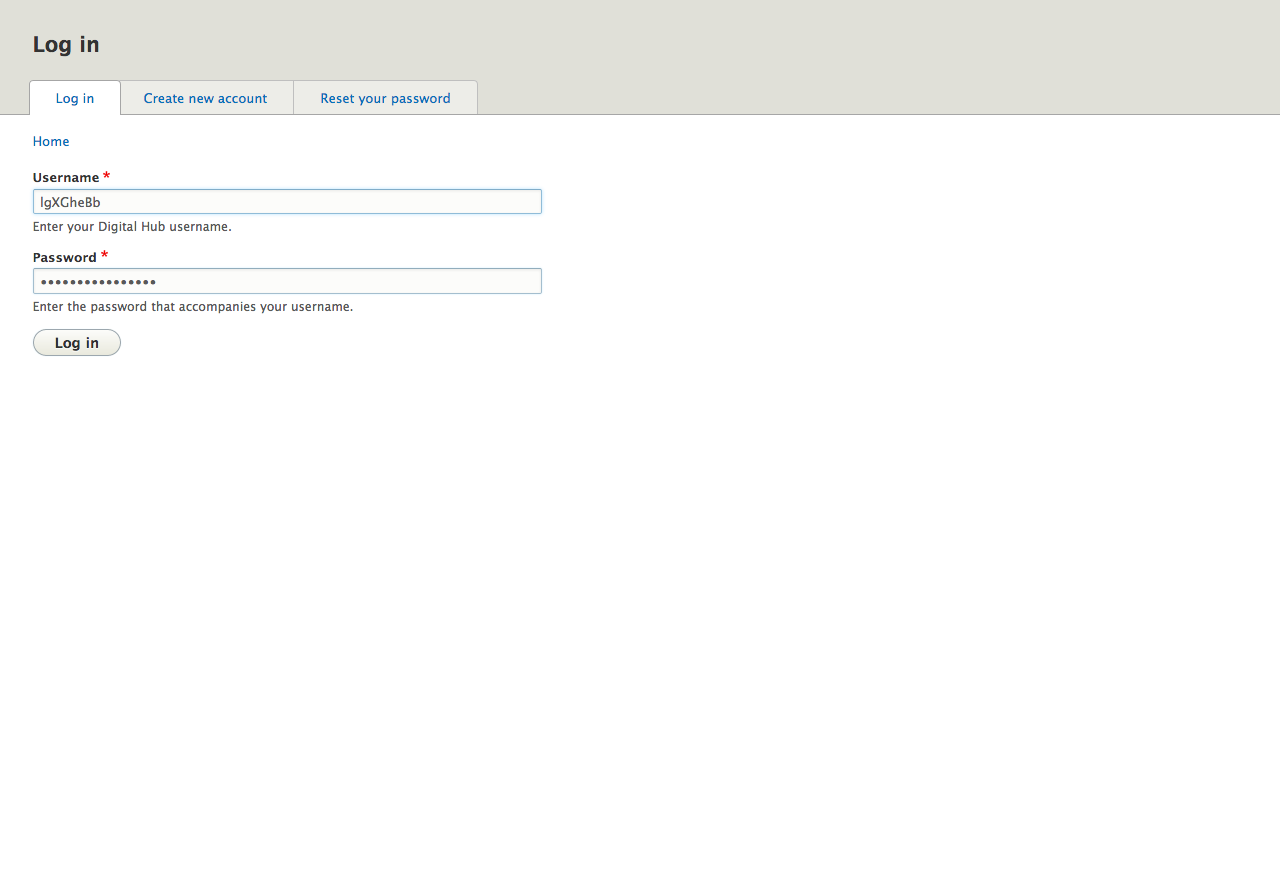 Log in
Log in Create new account Reset your password
Home
Username *
lgXGheBb
Enter your Digital Hub username.
Password *
••••••••••••••••
Enter the password that accompanies your username.
Log in